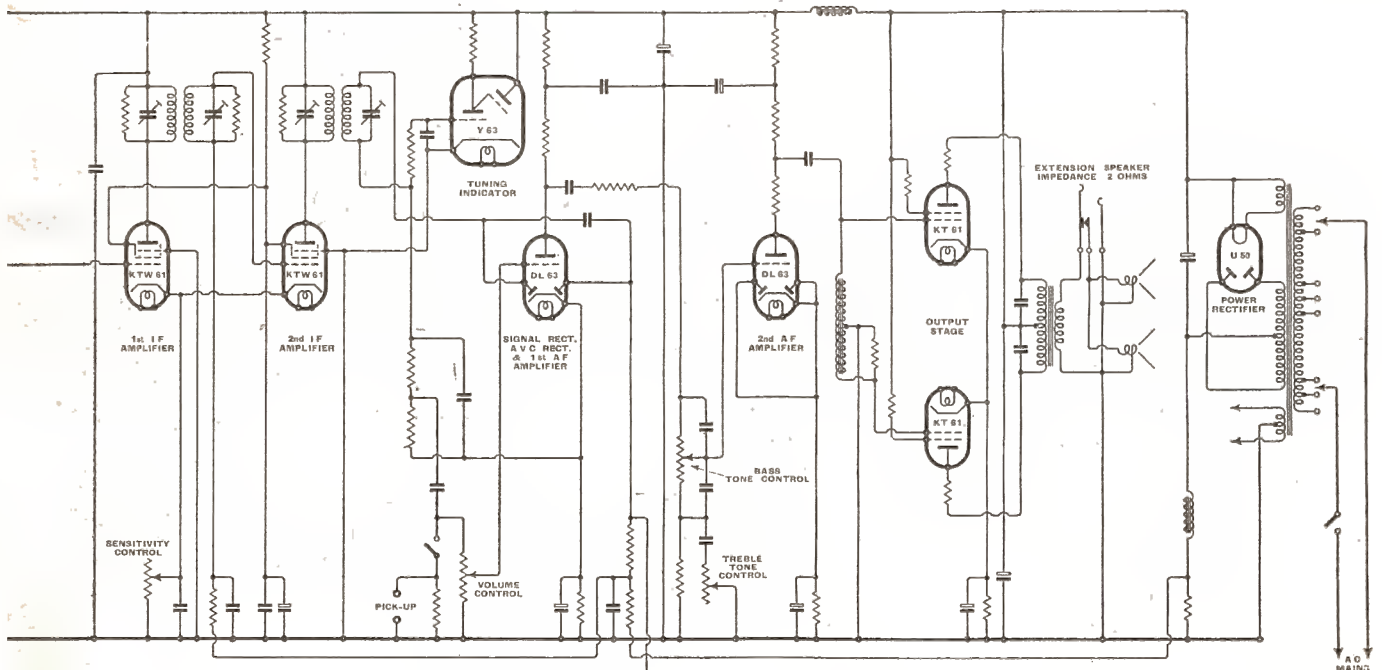 Y 63
TUNING
INDICATOR
EXTENSION SPEAKER
IMPEDANCE 2 OHMS
KTW 61
1st I F
AMPLIFIER
KTW 61
2nd I F
AMPLIFIER
DL 63
SIGNAL RECT.
A V C RECT.
& 1st A F
AMPLIFIER
DL 63
2nd A F
AMPLIFIER
KT 61
OUTPUT
STAGE
KT 61.
U 50
POWER
RECTIFIER
BASS
TONE CONTROL
SENSITIVITY
CONTROL
PICK-UP
VOLUME
CONTROL
TREBLE
TONE
CONTROL
A C
MAINS